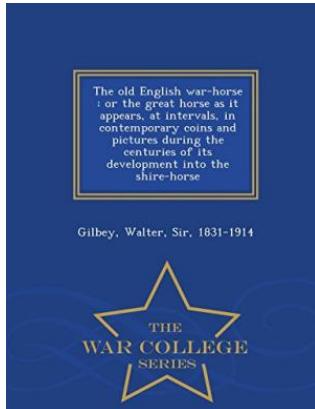 The old English war-horse
: or the great horse as it
appears, at intervals, in
contemporary coins and
pictures during the
centuries of its
development into the
shire-horse
Gilbey, Walter, Sir, 1831-1914
THE
WAR COLLEGE
SERIES